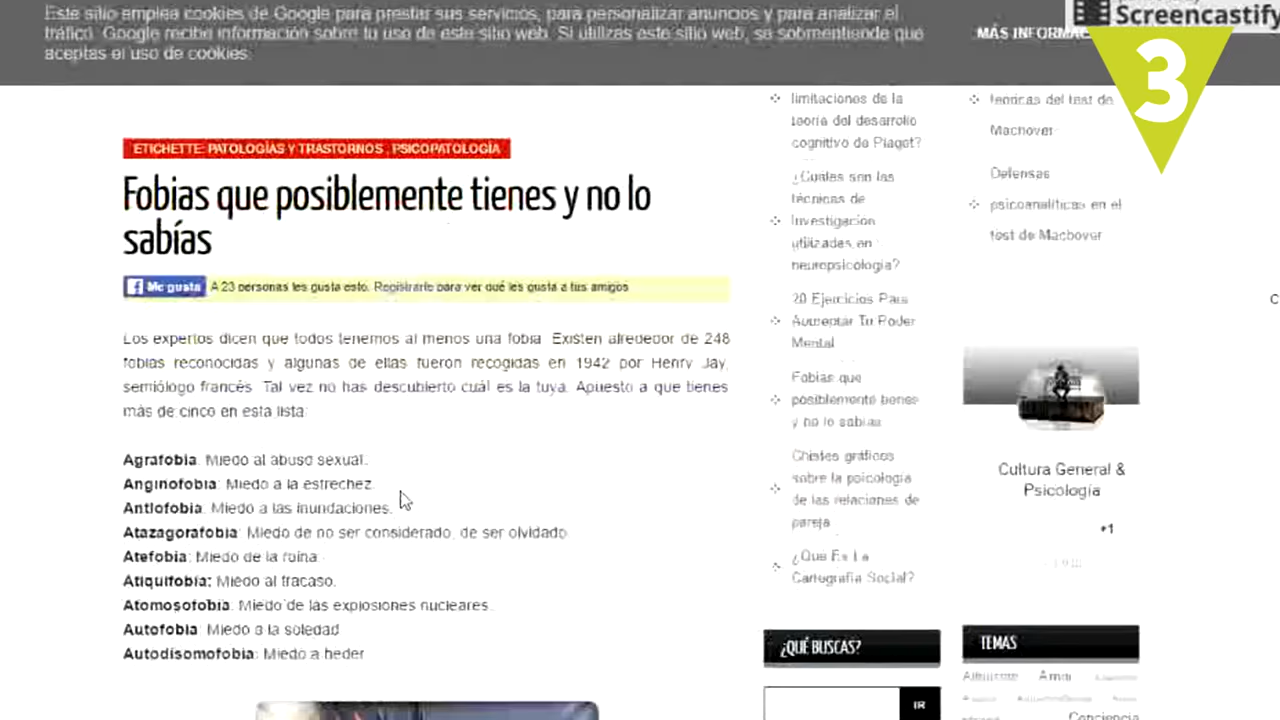 Este sitio emplea cookies de Google para prestar sus servicios, para personalizar anuncios y para analizar el
tráfico. Google recibe información sobre tu uso de este sitio web. Si utilizas este sitio web, se sobrentiende que
aceptas el uso de cookies.
MÁS INFORMAC
Screencastify
3
ETICHETTE: PATOLOGÍAS Y TRASTORNOS , PSICOPATOLOGÍA
Fobias que posiblemente tienes y no lo
sabías
Me gusta A 23 personas les gusta esto. Registrarte para ver qué les gusta a tus amigos
Los expertos dicen que todos tenemos al menos una fobia. Existen alrededor de 248
fobias reconocidas y algunas de ellas fueron recogidas en 1942 por Henry Jay,
semiólogo francés. Tal vez no has descubierto cuál es la tuya. Apuesto a que tienes
más de cinco en esta lista:
Agrafobia: Miedo al abuso sexual.
Anginofobia: Miedo a la estrechez.
Antlofobia: Miedo a las inundaciones.
Atazagorafobia: Miedo de no ser considerado, de ser olvidado.
Atefobia: Miedo de la ruina.
Atiquifobia: Miedo al fracaso.
Atomosofobia: Miedo de las explosiones nucleares.
Autofobia: Miedo a la soledad
Autodisomofobia: Miedo a heder
limitaciones de la
teoría del desarrollo
cognitivo de Piaget?
¿Cuáles son las
técnicas de
investigación
utilizadas en
neuropsicología?
20 Ejercicios Para
Aumentar Tu Poder
Mental
Fobias que
posiblemente tienes
y no lo sabías
Chistes gráficos
sobre la psicología
de las relaciones de
pareja
¿Que Es La
Cartografía Social?
¿QUÉ BUSCAS?
IR
teóricas del test de
Machover
Defensas
psicoanalíticas en el
test de Machover
Cultura General &
Psicología
+1
TEMAS
Amor
Conciencia